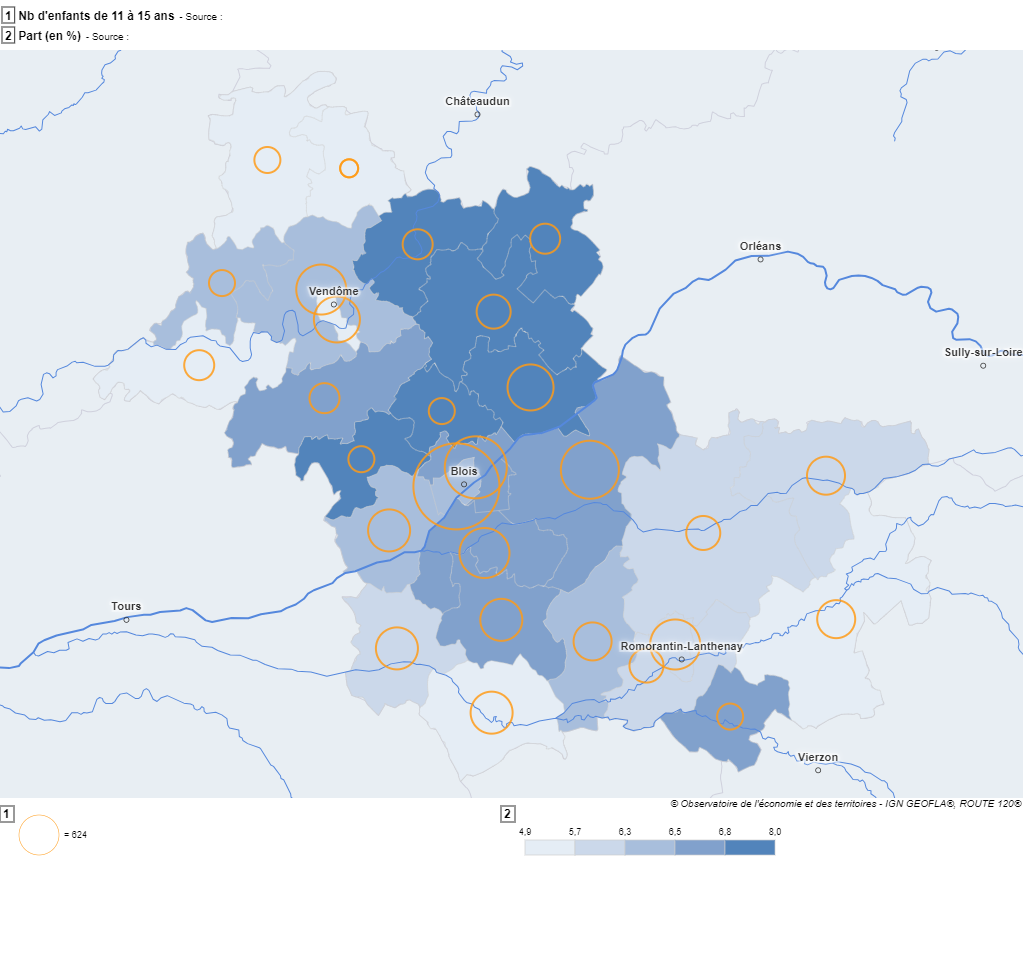 1 Nb d'enfants de 11 à 15 ans - Source :
2 Part (en %) - Source :
Châteaudun
Orléans
Vendôme
Sully-sur-Loire
Blois
Tours
Romorantin-Lanthenay
Vierzon
© Observatoire de l'économie et des territoires - IGN GEOFLA®, ROUTE 120®
1
= 624
2
4,9 5,7 6,3 6,5 6,8 8,0